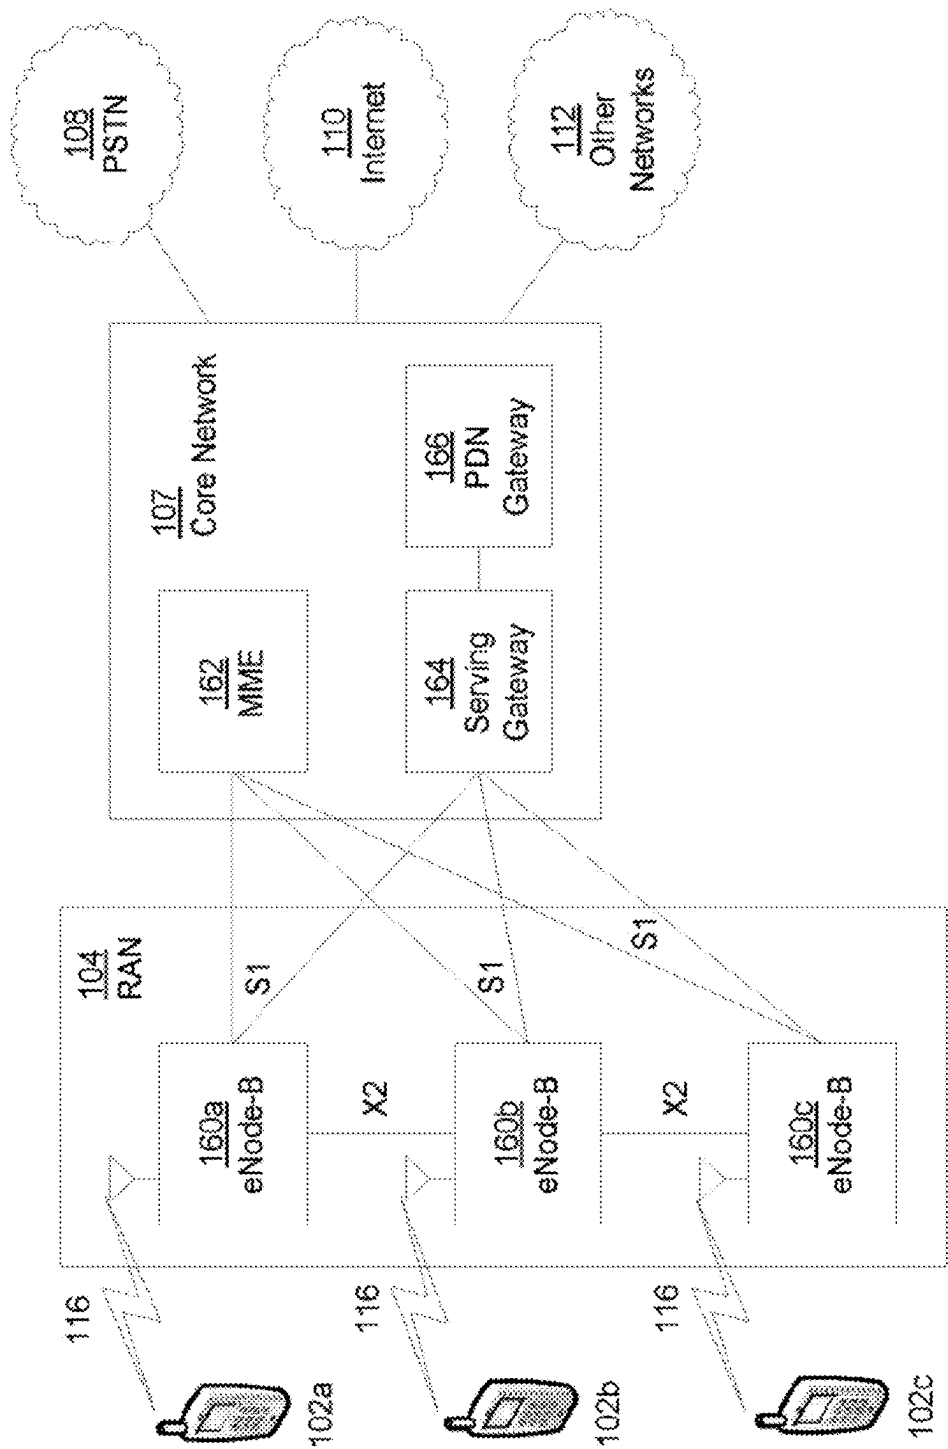 102a
102b
102c
116
116
116
104
RAN
160a
eNode-B
160b
eNode-B
160c
eNode-B
X2
X2
S1
S1
S1
107
Core Network
162
MME
164
Serving
Gateway
166
PDN
Gateway
108
PSTN
110
Internet
112
Other
Networks